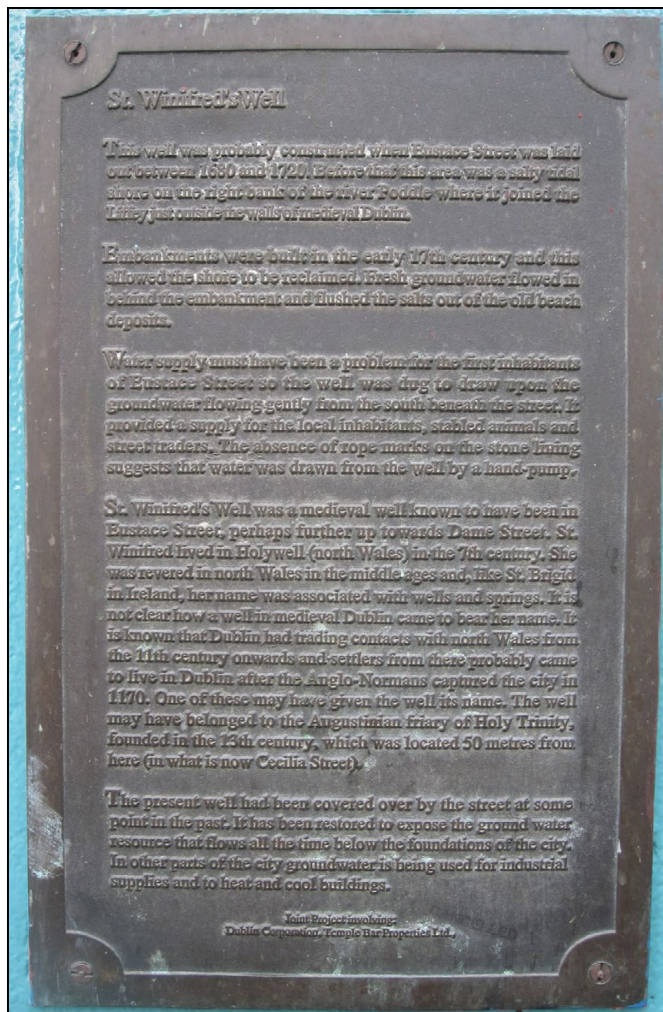 St. Winifred's Well
This well was probably constructed when Eustace Street was laid
out between 1680 and 1720. Before that this area was a salty tidal
shore on the right bank of the river Poddle where it joined the
Liffey just outside the walls of medieval Dublin.
Embankments were built in the early 17th century and this
allowed the shore to be reclaimed. Fresh groundwater flowed in
behind the embankment and flushed the salts out of the old beach
deposits.
Water supply must have been a problem for the first inhabitants
of Eustace Street so the well was dug to draw upon the
groundwater flowing gently from the south beneath the street. It
provided a supply for the local inhabitants, stabled animals and
street traders. The absence of rope marks on the stone lining
suggests that water was drawn from the well by a hand-pump.
St. Winifred's Well was a medieval well known to have been in
Eustace Street, perhaps further up towards Dame Street. St.
Winifred lived in Holywell (north Wales) in the 7th century. She
was revered in north Wales in the middle ages and, like St. Brigid
in Ireland, her name was associated with wells and springs. It is
not clear how a well in medieval Dublin came to bear her name. It
is known that Dublin had trading contacts with north Wales from
the 11th century onwards and settlers from there probably came
to live in Dublin after the Anglo-Normans captured the city in
1170. One of these may have given the well its name. The well
may have belonged to the Augustinian friary of Holy Trinity,
founded in the 13th century, which was located 50 metres from
here (in what is now Cecilia Street).
The present well had been covered over by the street at some
point in the past. It has been restored to expose the ground water
resource that flows all the time below the foundations of the city.
In other parts of the city groundwater is being used for industrial
supplies and to heat and cool buildings.
Joint Project involving:
Dublin Corporation, Temple Bar Properties Ltd.,